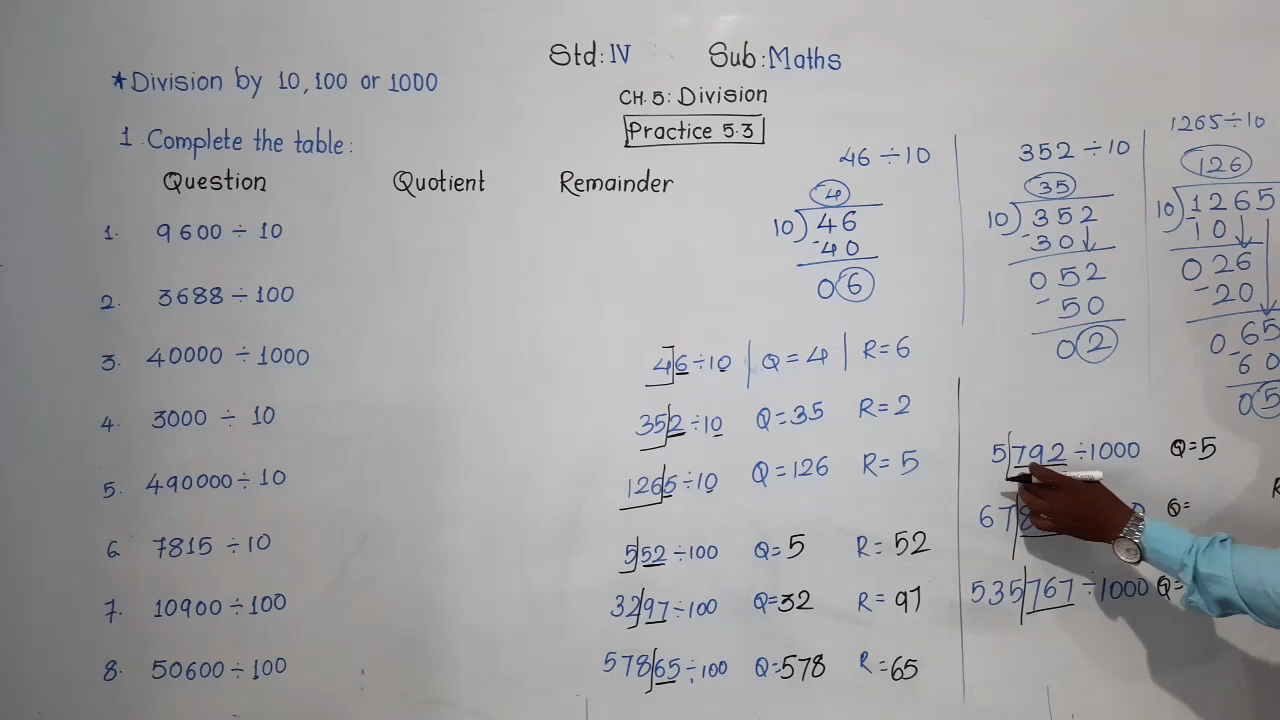 Std: IV Sub: Maths
* Division by 10, 100 or 1000
CH. 5: Division
Practice 5.3
1. Complete the table:
Question Quotient Remainder
1. 9600 ÷ 10
2. 3688 ÷ 100
3. 40000 ÷ 1000
4. 3000 ÷ 10
5. 490000 ÷ 10
6. 7815 ÷ 10
7. 10900 ÷ 100
8. 50600 ÷ 100
46 ÷ 10
4
10)46
-40
06
352 ÷ 10
35
10)352
-30
052
-50
02
1265 ÷ 10
126
10)1265
-10
026
-20
065
-60
05
46 ÷ 10 Q = 4 R = 6
352 ÷ 10 Q = 35 R = 2
1265 ÷ 10 Q = 126 R = 5
552 ÷ 100 Q = 5 R = 52
3297 ÷ 100 Q = 32 R = 97
57865 ÷ 100 Q = 578 R = 65
5792 ÷ 1000 Q = 5
678 0 Q =
535767 ÷ 1000 Q =